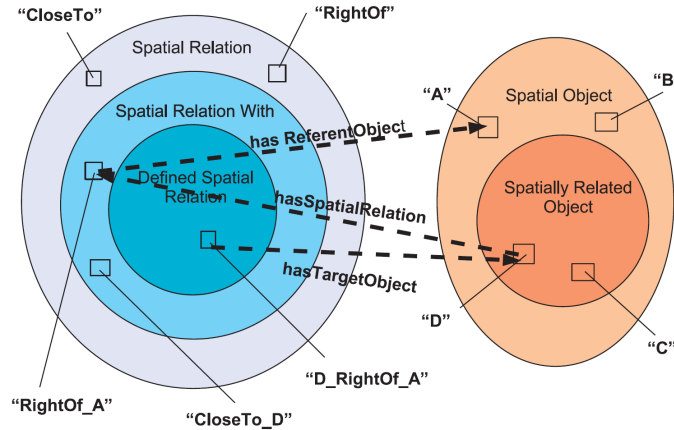 “CloseTo”
“RightOf”
Spatial Relation
“A”
“B”
Spatial Object
Spatial Relation With
has ReferentObject
Defined Spatial
Relation
Spatially Related
Object
hasSpatialRelation
hasTargetObject
“D”
“C”
“D_RightOf_A”
“RightOf_A”
“CloseTo_D”